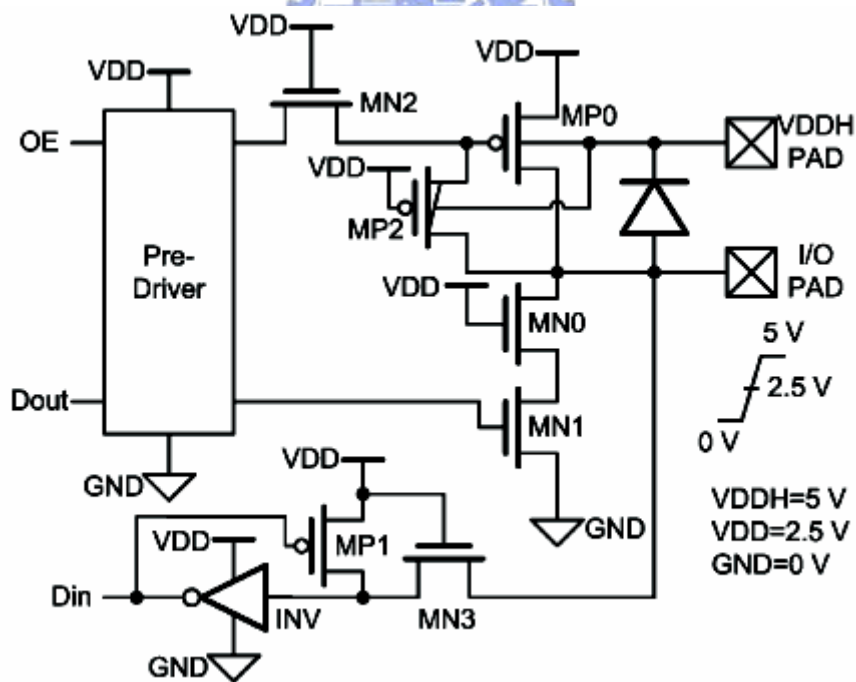 VDD
VDD
VDD
MN2
MP0
OE
VDDH
PAD
VDD
MP2
Pre-
Driver
I/O
PAD
VDD
MN0
5 V
2.5 V
Dout
MN1
0 V
GND
VDD
VDDH=5 V
VDD=2.5 V
GND=0 V
GND
VDD
MP1
Din
INV
MN3
GND